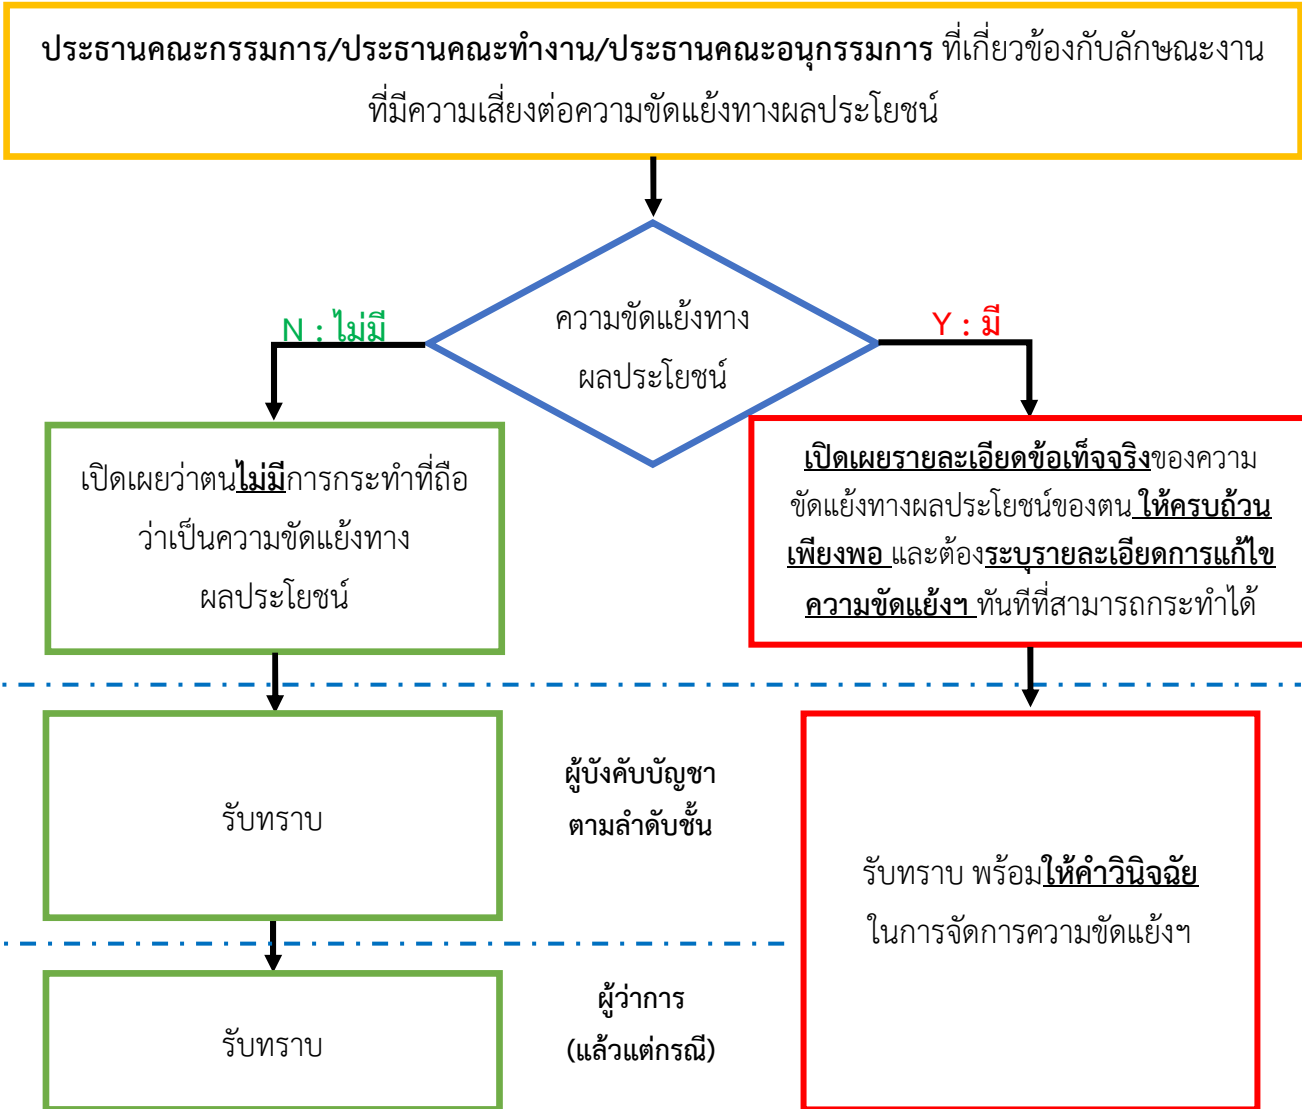 ประธานคณะกรรมการ/ประธานคณะทำงาน/ประธานคณะอนุกรรมการ ที่เกี่ยวข้องกับลักษณะงาน
ที่มีความเสี่ยงต่อความขัดแย้งทางผลประโยชน์
ความขัดแย้งทาง
ผลประโยชน์
N : ไม่มี
Y : มี
เปิดเผยว่าตนไม่มีการกระทำที่ถือ
ว่าเป็นความขัดแย้งทาง
ผลประโยชน์
เปิดเผยรายละเอียดข้อเท็จจริงของความ
ขัดแย้งทางผลประโยชน์ของตน ให้ครบถ้วน
เพียงพอ และต้องระบุรายละเอียดการแก้ไข
ความขัดแย้งฯ ทันทีที่สามารถกระทำได้
รับทราบ
ผู้บังคับบัญชา
ตามลำดับชั้น
รับทราบ พร้อมให้คำวินิจฉัย
ในการจัดการความขัดแย้งฯ
รับทราบ
ผู้ว่าการ
(แล้วแต่กรณี)